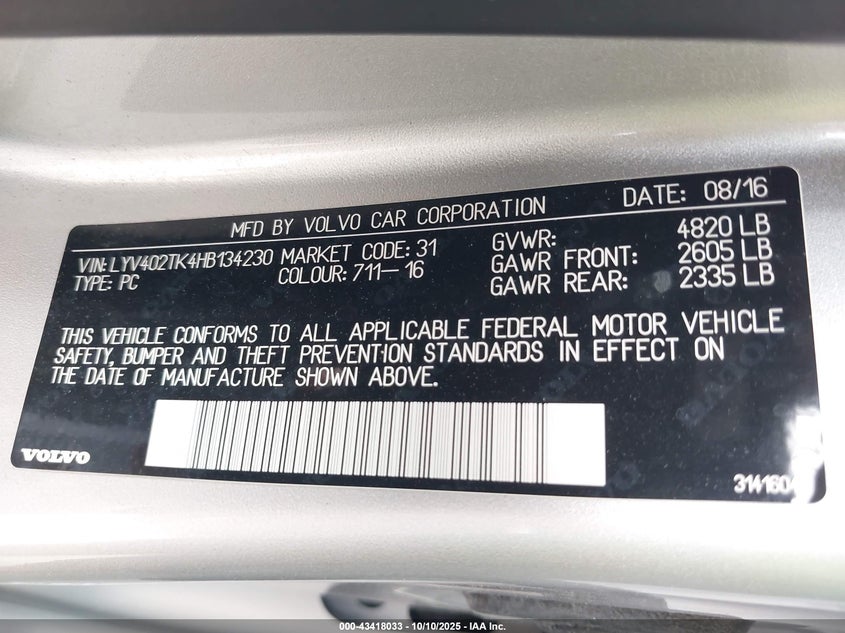 MFD BY VOLVO CAR CORPORATION DATE: 08/16
VIN: LYV402TK4HB134230 MARKET CODE: 31 GVWR: 4820 LB
TYPE: PC COLOUR: 711-16 GAWR FRONT: 2605 LB
GAWR REAR: 2335 LB
THIS VEHICLE CONFORMS TO ALL APPLICABLE FEDERAL MOTOR VEHICLE
SAFETY, BUMPER AND THEFT PREVENTION STANDARDS IN EFFECT ON
THE DATE OF MANUFACTURE SHOWN ABOVE.
VOLVO
000-43418033 - 10/10/2025 - IAA Inc.